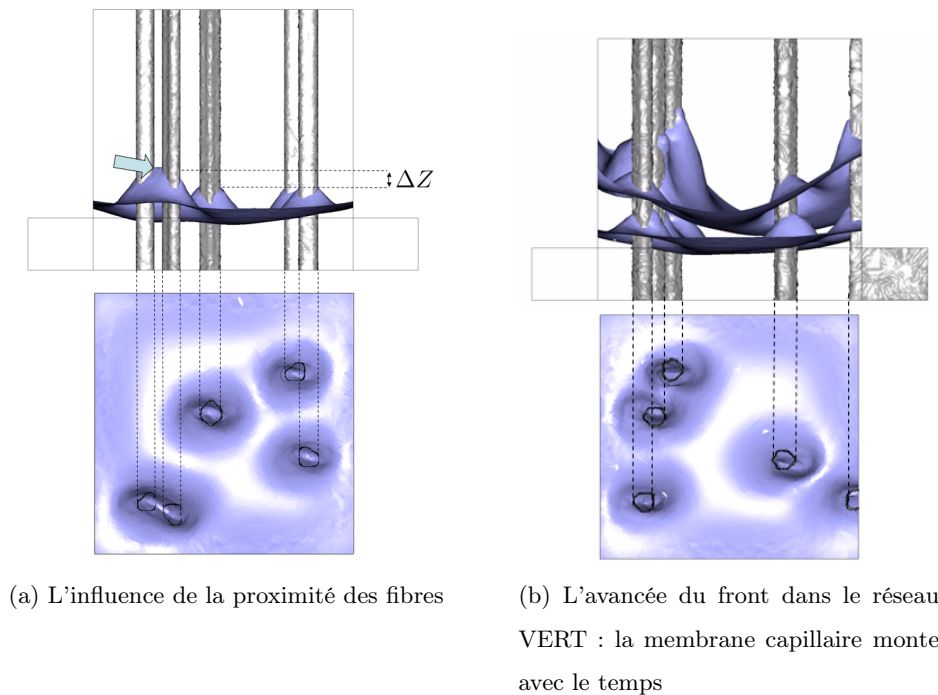 ΔZ
(a) L'influence de la proximité des fibres
(b) L'avancée du front dans le réseau
VERT : la membrane capillaire monte
avec le temps